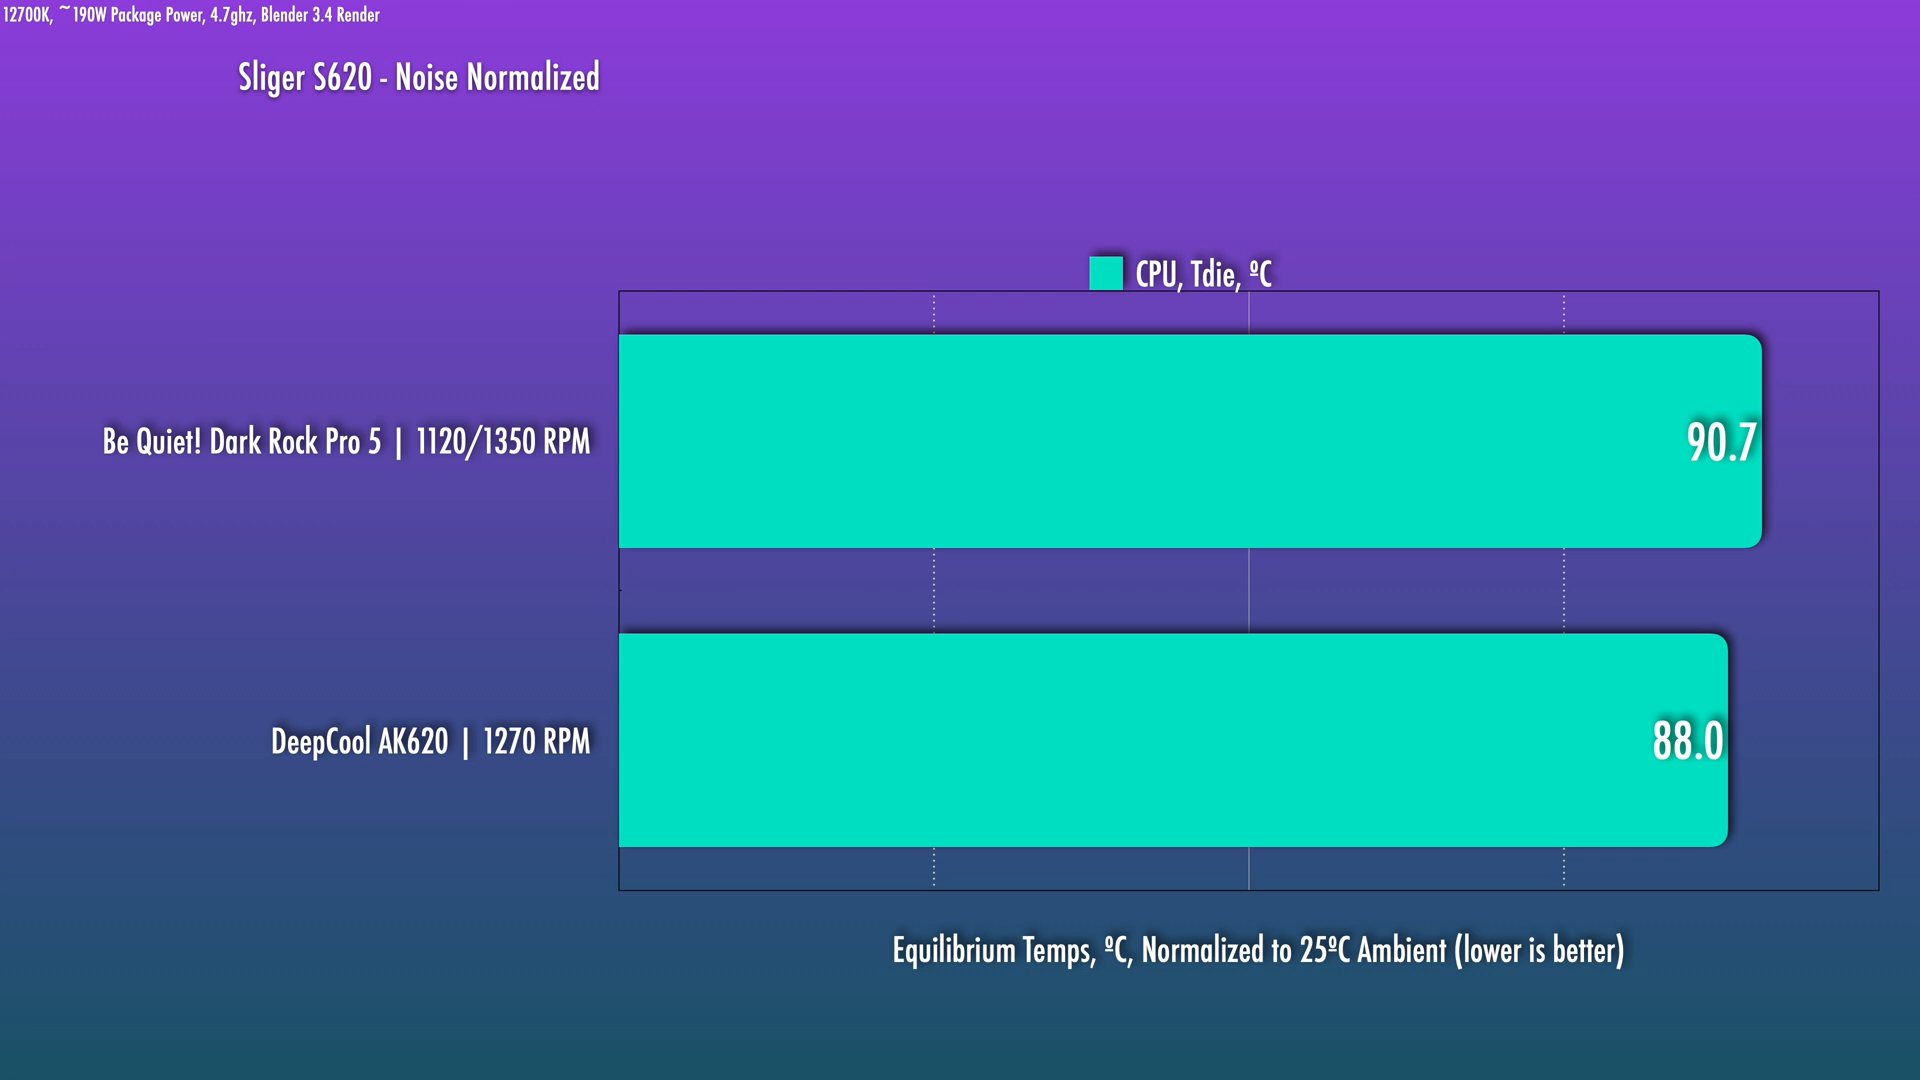 12700K, ~190W Package Power, 4.7ghz, Blender 3.4 Render
Sliger S620 - Noise Normalized
CPU, Tdie, ºC
Be Quiet! Dark Rock Pro 5 | 1120/1350 RPM
90.7
DeepCool AK620 | 1270 RPM
88.0
Equilibrium Temps, ºC, Normalized to 25ºC Ambient (lower is better)